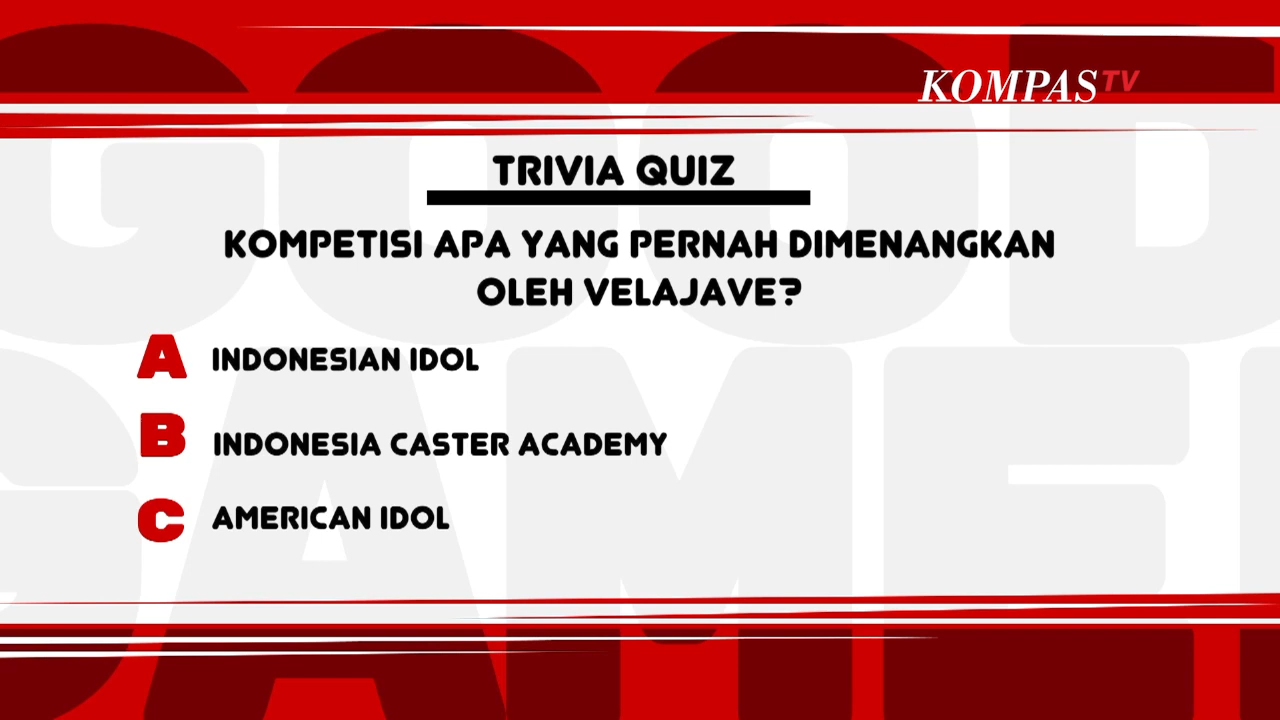 KOMPASTV
TRIVIA QUIZ
KOMPETISI APA YANG PERNAH DIMENANGKAN
OLEH VELAJAVE?
A INDONESIAN IDOL
B INDONESIA CASTER ACADEMY
C AMERICAN IDOL